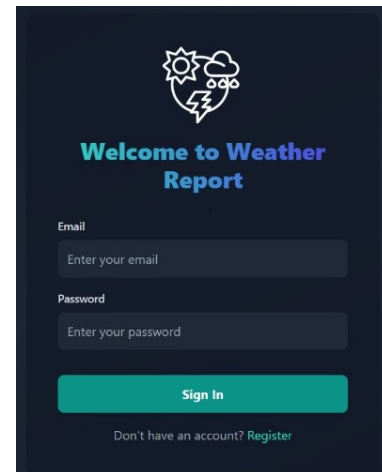 Welcome to Weather
Report
Email
Enter your email
Password
Enter your password
Sign In
Don't have an account? Register